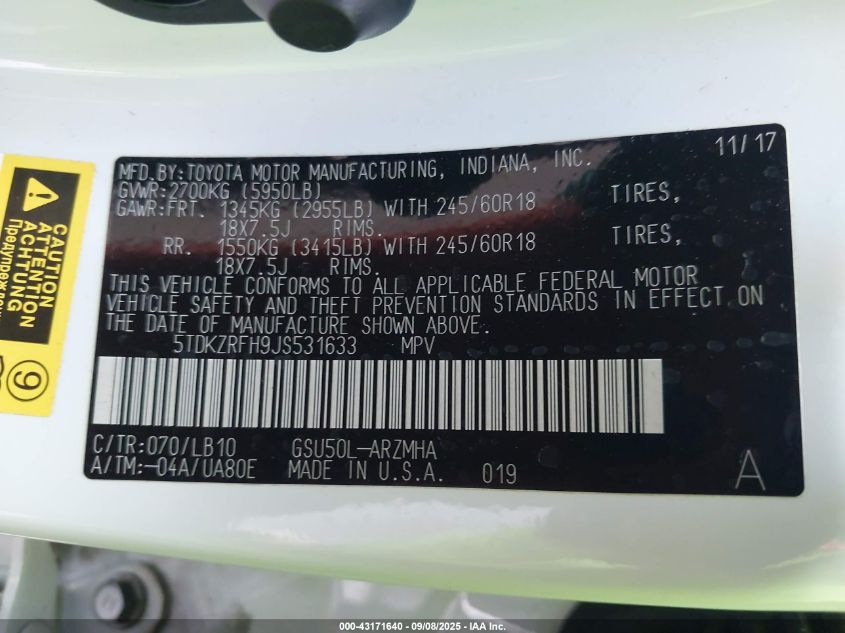 MFD.BY:TOYOTA MOTOR MANUFACTURING, INDIANA, INC. 11/17
GVWR:2700KG (5950LB)
GAWR:FRT. 1345KG (2955LB) WITH 245/60R18 TIRES,
18X7.5J RIMS.
RR. 1550KG (3415LB) WITH 245/60R18 TIRES,
18X7.5J RIMS.
THIS VEHICLE CONFORMS TO ALL APPLICABLE FEDERAL MOTOR
VEHICLE SAFETY AND THEFT PREVENTION STANDARDS IN EFFECT ON
THE DATE OF MANUFACTURE SHOWN ABOVE.
5TDKZRFH9JS531633 MPV
C/TR:070/LB10 GSU50L-ARZMHA
A/TM:-04A/UA80E MADE IN U.S.A. 019
A
CAUTION
ATTENTION
ACHTUNG
9
000-43171640 - 09/08/2025 - IAA Inc.